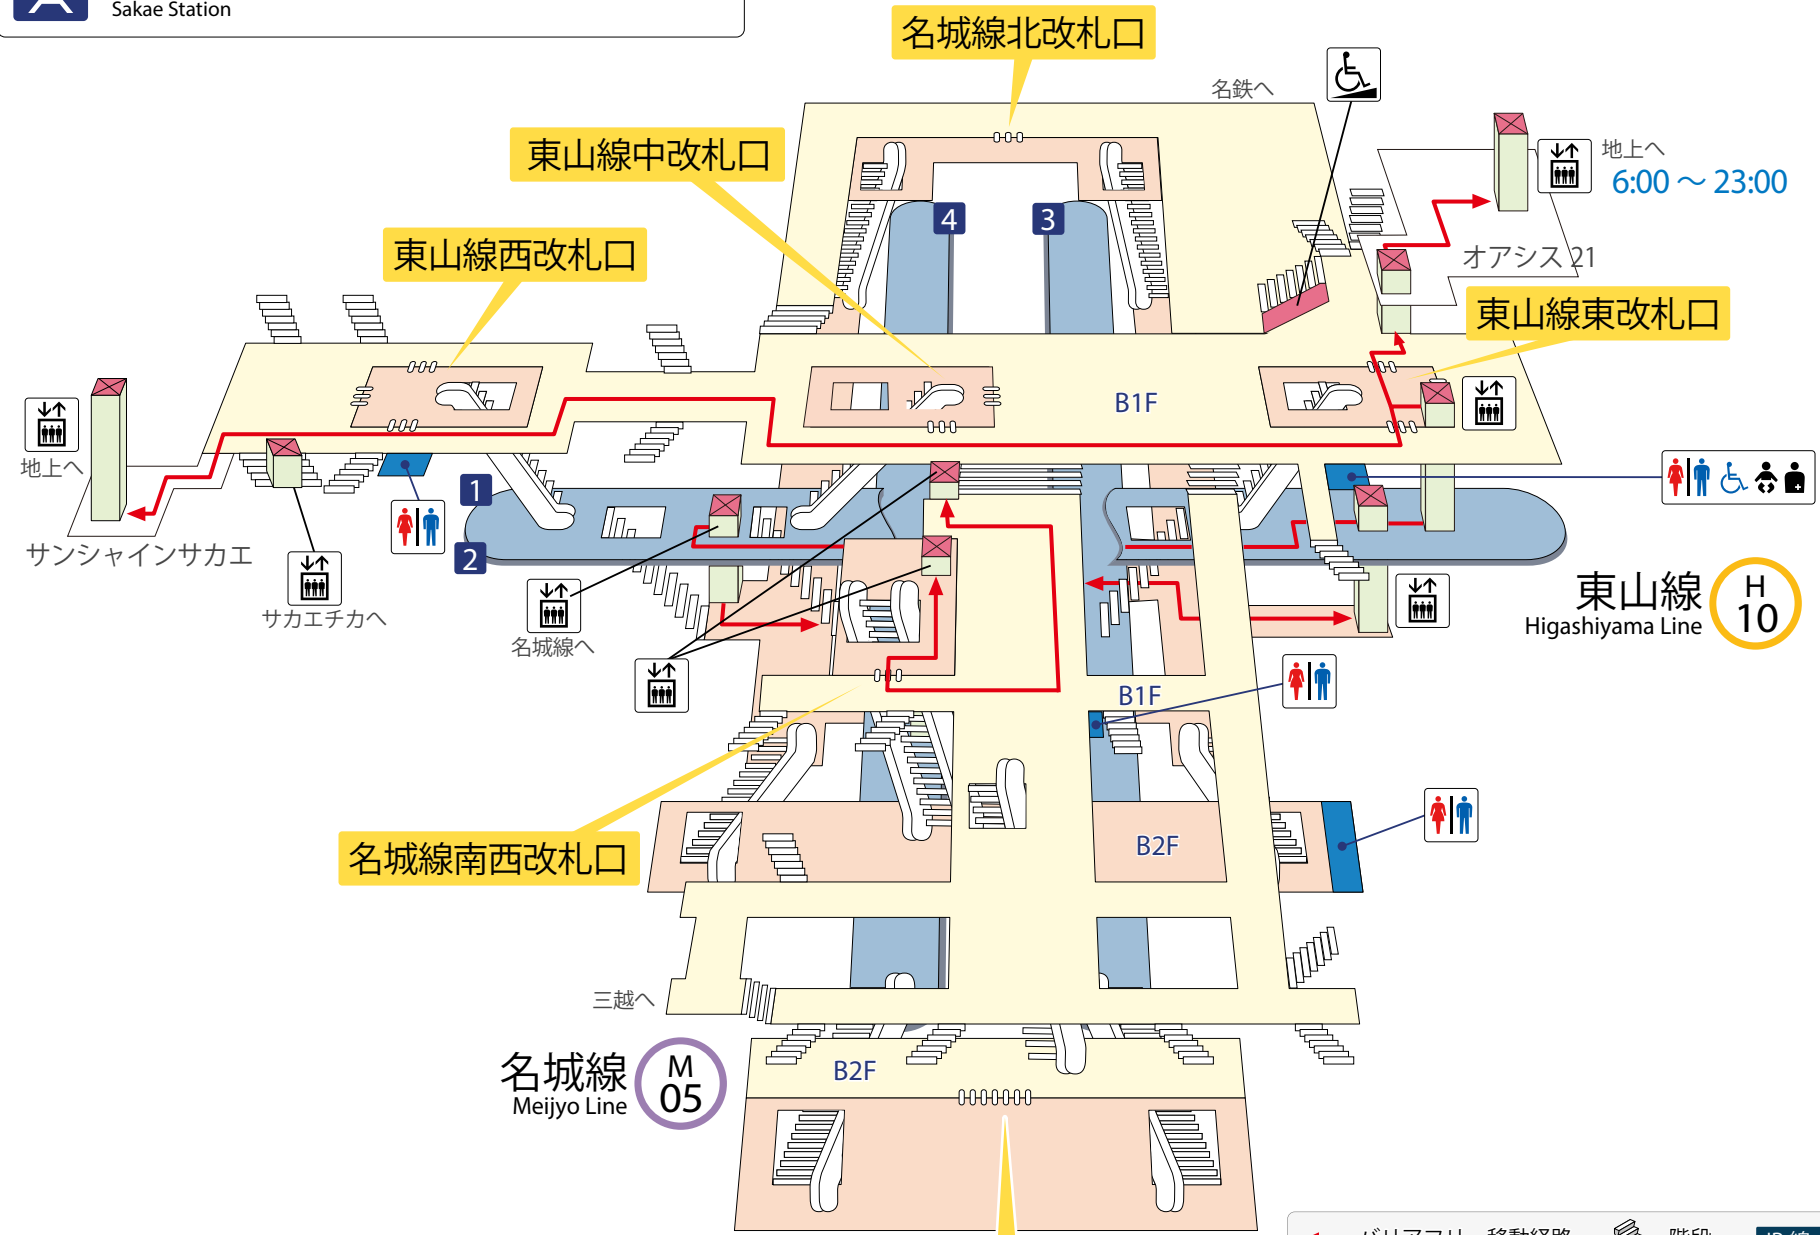 Sakae Station
名城線北改札口
名鉄へ
東山線中改札口
地上へ
6:00 ～ 23:00
4
3
東山線西改札口
オアシス 21
東山線東改札口
B1F
地上へ
1
2
サンシャインサカエ
サカエチカへ
名城線へ
東山線
Higashiyama Line
H
10
B1F
名城線南西改札口
B2F
三越へ
名城線
Meijyo Line
M
05
B2F